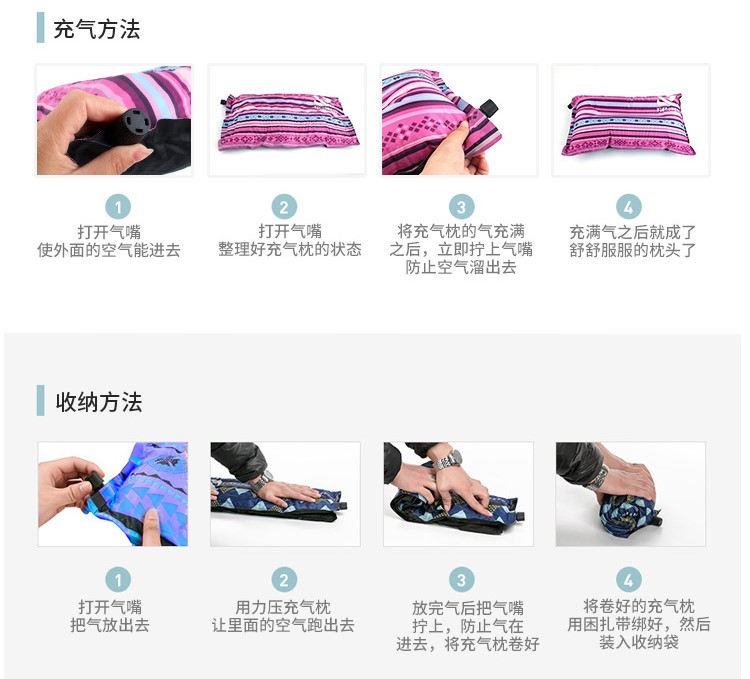 充气方法
1
打开气嘴
使外面的空气能进去
2
打开气嘴
整理好充气枕的状态
3
将充气枕的气充满
之后，立即拧上气嘴
防止空气溜出去
4
充满气之后就成了
舒舒服服的枕头了
收纳方法
1
打开气嘴
把气放出去
2
用力压充气枕
让里面的空气跑出去
3
放完气后把气嘴
拧上，防止气在
进去，将充气枕卷好
4
将卷好的充气枕
用困扎带绑好，然后
装入收纳袋